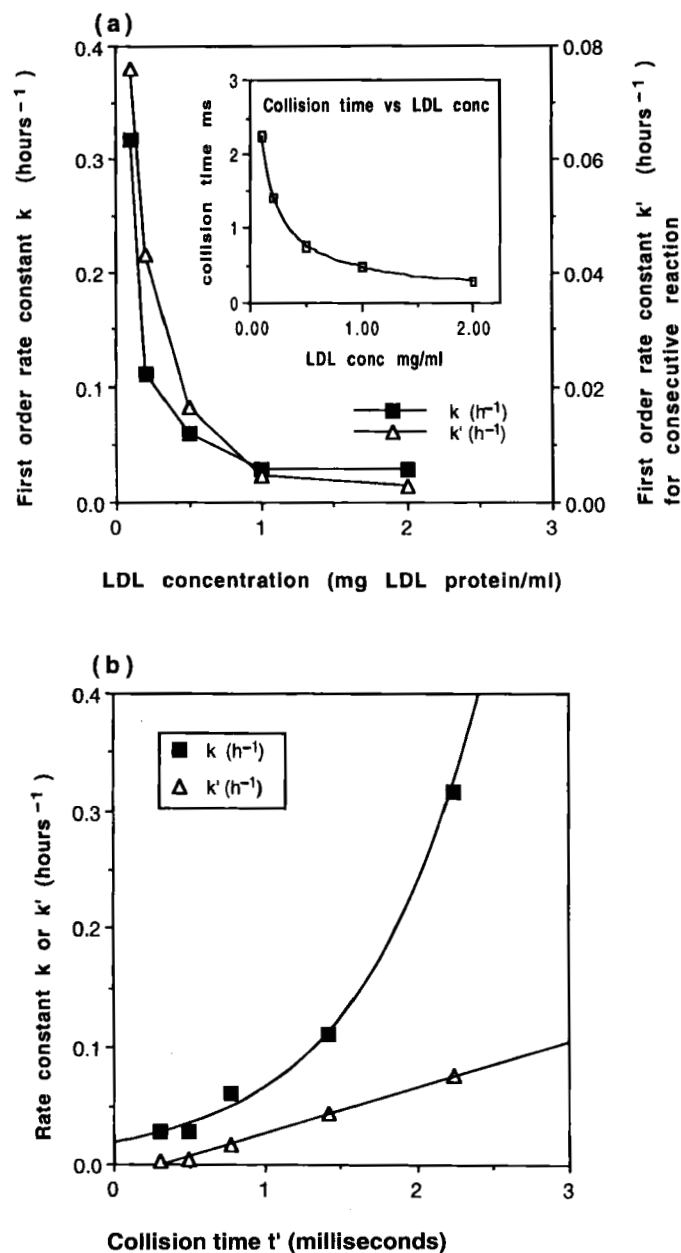 (a)
First order rate constant k (hours⁻¹)
0.4
0.3
0.2
0.1
0.0
0
1
2
3
LDL concentration (mg LDL protein/ml)
0.08
0.06
0.04
0.02
0.00
First order rate constant k' (hours⁻¹)
for consecutive reaction
Collision time vs LDL conc
collision time ms
3
2
1
0
0.00
1.00
2.00
LDL conc mg/ml
k (h⁻¹)
k' (h⁻¹)
(b)
Rate constant k or k' (hours⁻¹)
0.4
0.3
0.2
0.1
0.0
k (h⁻¹)
k' (h⁻¹)
0
1
2
3
Collision time t' (milliseconds)